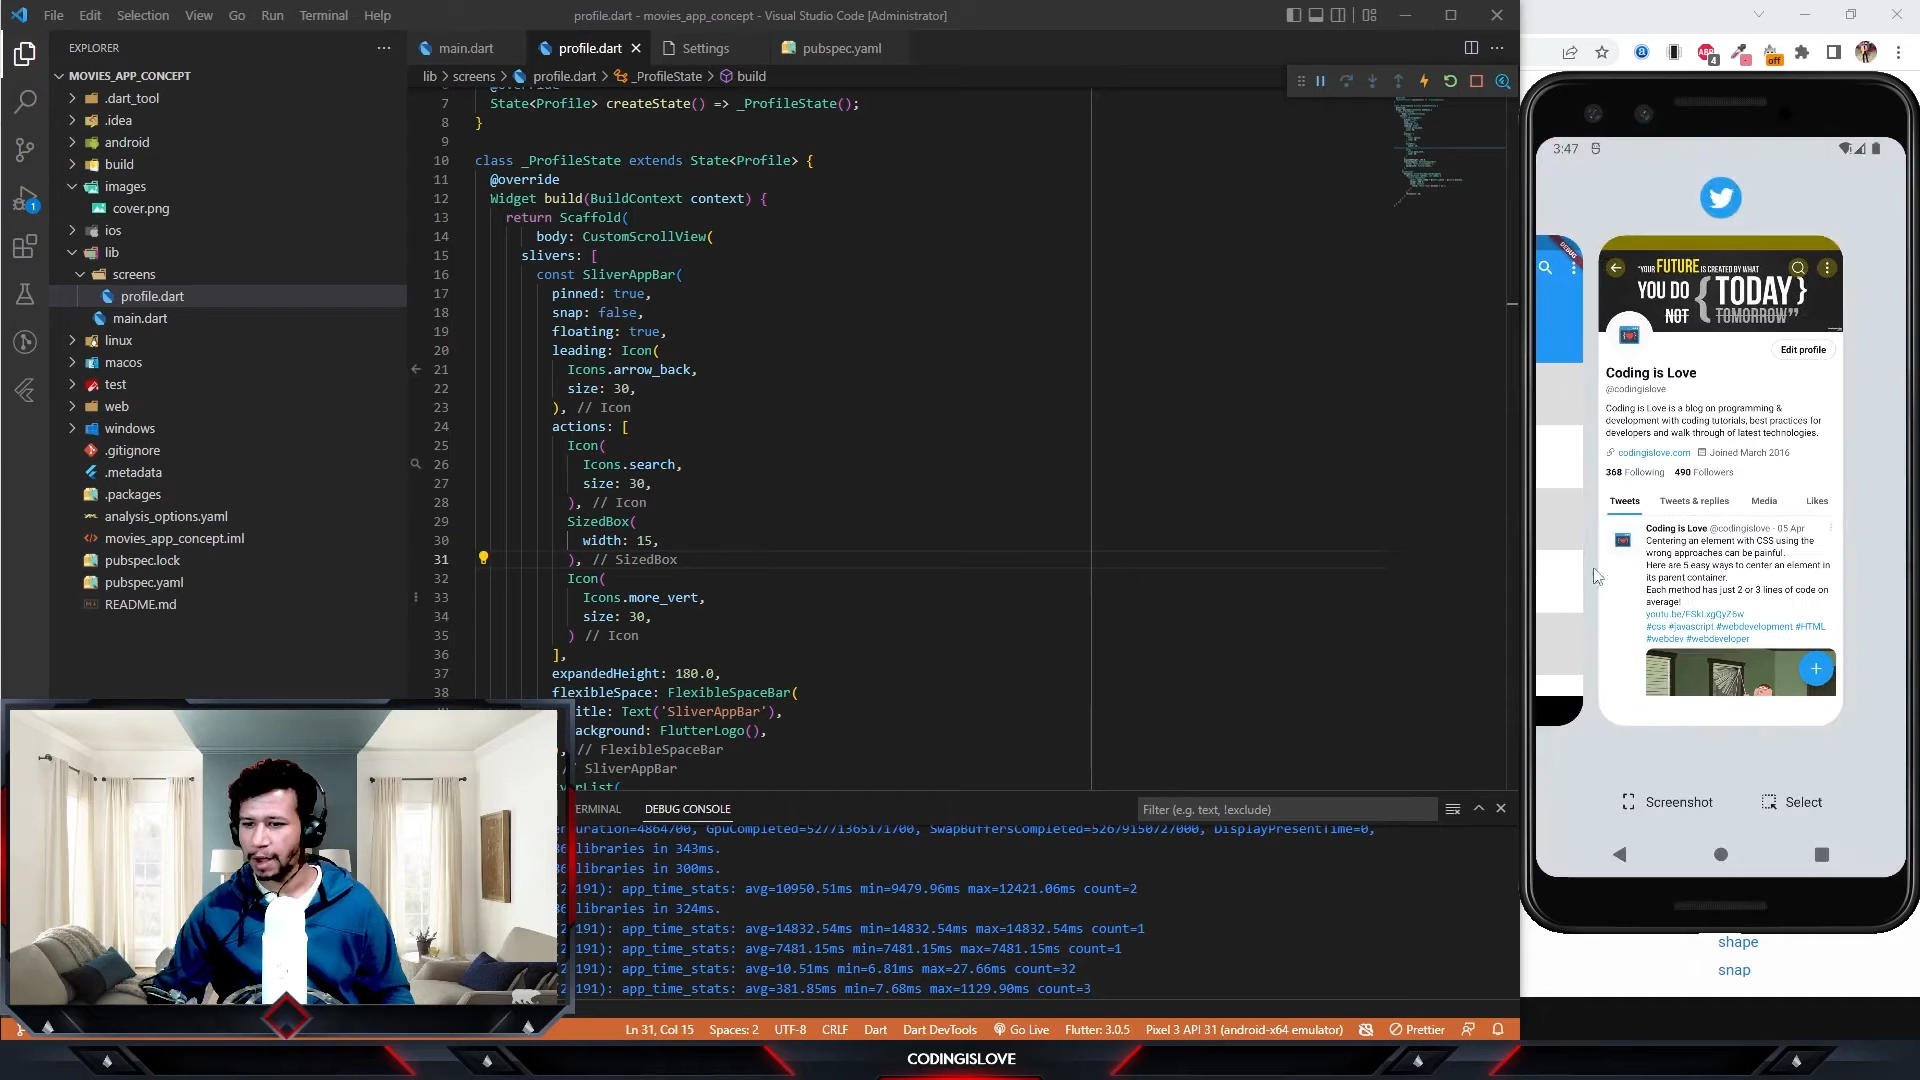 File Edit Selection View Go Run Terminal Help
profile.dart - movies_app_concept - Visual Studio Code [Administrator]
EXPLORER
MOVIES_APP_CONCEPT
.dart_tool
.idea
android
build
images
cover.png
ios
lib
screens
profile.dart
main.dart
linux
macos
test
web
windows
.gitignore
.metadata
.packages
analysis_options.yaml
movies_app_concept.iml
pubspec.lock
pubspec.yaml
README.md
1
main.dart profile.dart Settings pubspec.yaml
lib > screens > profile.dart > _ProfileState > build
7 State<Profile> createState() => _ProfileState();
8 }
9
10 class _ProfileState extends State<Profile> {
11 @override
12 Widget build(BuildContext context) {
13 return Scaffold(
14 body: CustomScrollView(
15 slivers: [
16 const SliverAppBar(
17 pinned: true,
18 snap: false,
19 floating: true,
20 leading: Icon(
21 Icons.arrow_back,
22 size: 30,
23 ), // Icon
24 actions: [
25 Icon(
26 Icons.search,
27 size: 30,
28 ), // Icon
29 SizedBox(
30 width: 15,
31 ), // SizedBox
32 Icon(
33 Icons.more_vert,
34 size: 30,
35 ) // Icon
36 ],
37 expandedHeight: 180.0,
38 flexibleSpace: FlexibleSpaceBar(
itle: Text('SliverAppBar'),
ackground: FlutterLogo(),
, // FlexibleSpaceBar
// SliverAppBar
verList(
ERMINAL DEBUG CONSOLE
Filter (e.g. text, !exclude)
uration=4864700, GpuCompleted=52771365171700, SwapBuffersCompleted=52679150727000, DisplayPresentTime=0,
libraries in 343ms.
libraries in 300ms.
191): app_time_stats: avg=10950.51ms min=9479.96ms max=12421.06ms count=2
libraries in 324ms.
191): app_time_stats: avg=14832.54ms min=14832.54ms max=14832.54ms count=1
191): app_time_stats: avg=7481.15ms min=7481.15ms max=7481.15ms count=1
191): app_time_stats: avg=10.51ms min=6.81ms max=27.66ms count=32
191): app_time_stats: avg=381.85ms min=7.68ms max=1129.90ms count=3
Ln 31, Col 15 Spaces: 2 UTF-8 CRLF Dart Dart DevTools Go Live Flutter: 3.0.5 Pixel 3 API 31 (android-x64 emulator) Prettier
CODINGISLOVE
4
off
3:47
DEBUG
"YOUR FUTURE IS CREATED BY WHAT
YOU DO { TODAY }
NOT TOMORROW"
Edit profile
Coding is Love
@codingislove
Coding is Love is a blog on programming &
development with coding tutorials, best practices for
developers and walk through of latest technologies.
codingislove.com Joined March 2016
368 Following 490 Followers
Tweets Tweets & replies Media Likes
Coding is Love @codingislove · 05 Apr
Centering an element with CSS using the
wrong approaches can be painful.
Here are 5 easy ways to center an element in
its parent container.
Each method has just 2 or 3 lines of code on
average!
youtu.be/FSkLxgQyZ6w
#css #javascript #webdevelopment #HTML
#webdev #webdeveloper
Screenshot Select
shape
snap